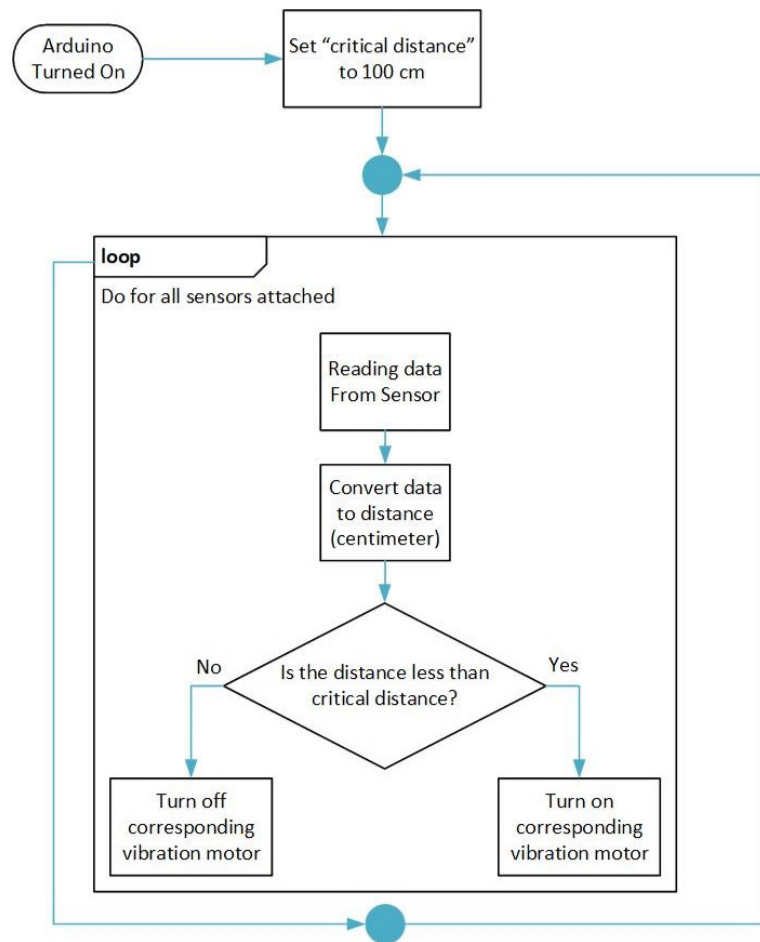 Arduino
Turned On
Set “critical distance”
to 100 cm
loop
Do for all sensors attached
Reading data
From Sensor
Convert data
to distance
(centimeter)
Is the distance less than
critical distance?
No
Yes
Turn off
corresponding
vibration motor
Turn on
corresponding
vibration motor